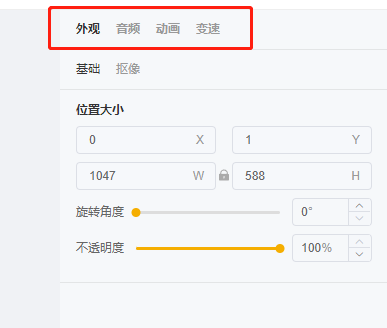 外观 音频 动画 变速
基础 抠像
位置大小
0 X 1 Y
1047 W 588 H
旋转角度 0°
不透明度 100%